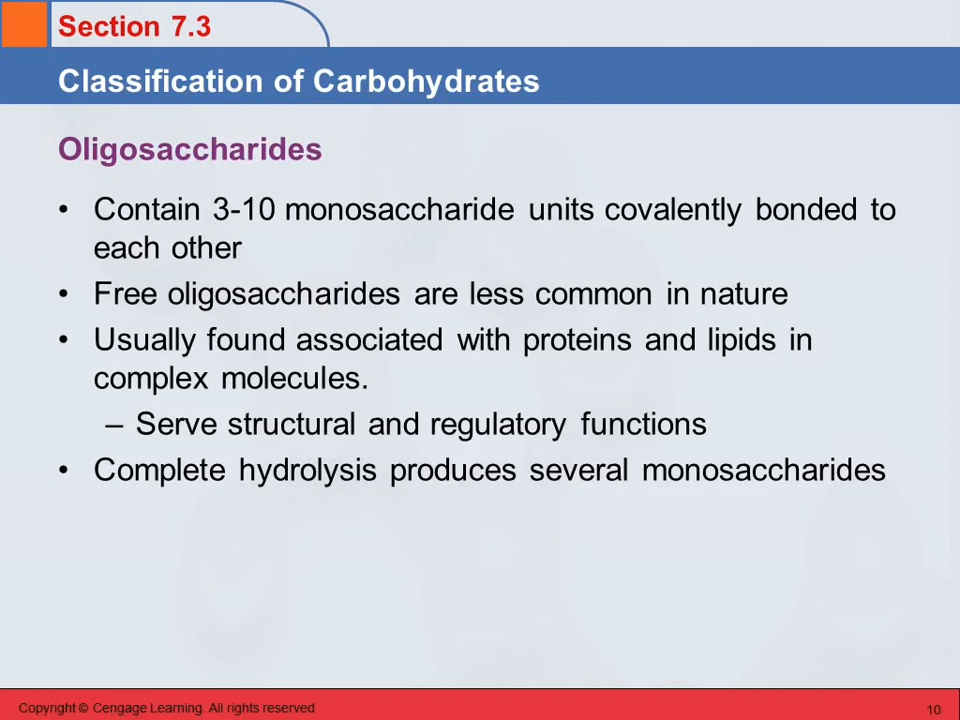 Section 7.3
Classification of Carbohydrates
Oligosaccharides
• Contain 3-10 monosaccharide units covalently bonded to
each other
• Free oligosaccharides are less common in nature
• Usually found associated with proteins and lipids in
complex molecules.
– Serve structural and regulatory functions
• Complete hydrolysis produces several monosaccharides
Copyright © Cengage Learning. All rights reserved
10